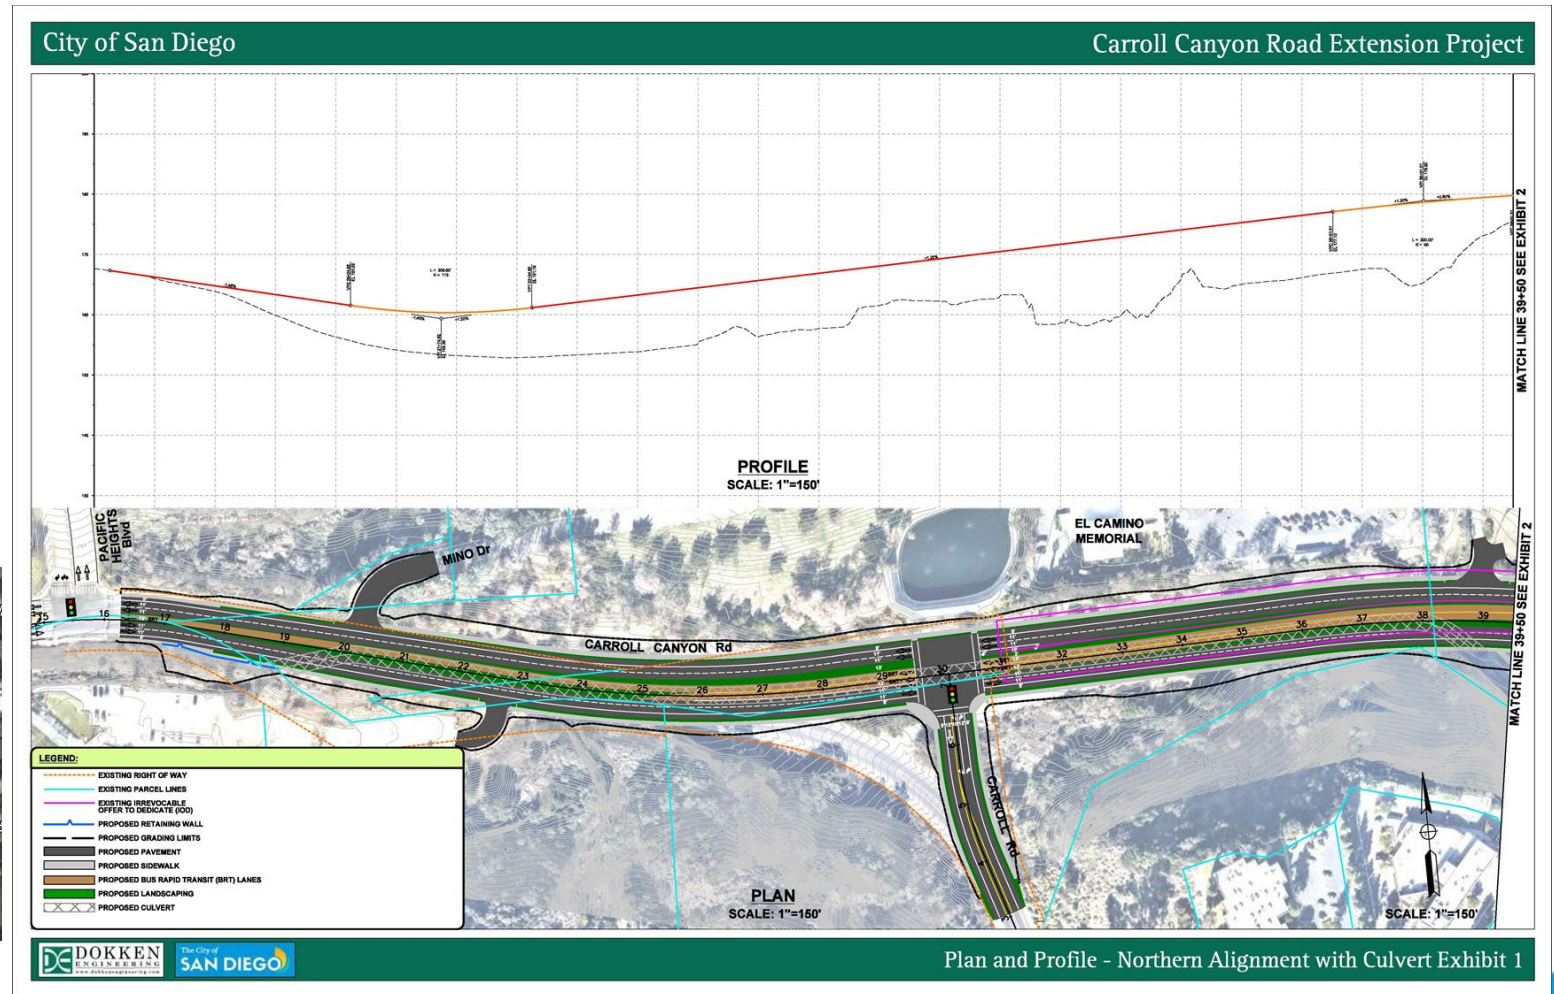 City of San Diego
Carroll Canyon Road Extension Project
MATCH LINE 39+50 SEE EXHIBIT 2
PROFILE
SCALE: 1"=150'
PACIFIC
HEIGHTS
Blvd
MINO Dr
EL CAMINO
MEMORIAL
MATCH LINE 39+50 SEE EXHIBIT 2
CARROLL CANYON Rd
15
16
17
18
19
20
21
22
23
24
25
26
27
28
29
30
32
33
34
35
36
37
38
39
CARROLL Rd
LEGEND:
EXISTING RIGHT OF WAY
EXISTING PARCEL LINES
EXISTING IRREVOCABLE
OFFER TO DEDICATE (IOD)
PROPOSED RETAINING WALL
PROPOSED GRADING LIMITS
PROPOSED PAVEMENT
PROPOSED SIDEWALK
PROPOSED BUS RAPID TRANSIT (BRT) LANES
PROPOSED LANDSCAPING
PROPOSED CULVERT
PLAN
SCALE: 1"=150'
SCALE: 1"=150'
DOKKEN
ENGINEERING
www.dokkenengineering.com
The City of
SAN DIEGO
Plan and Profile - Northern Alignment with Culvert Exhibit 1